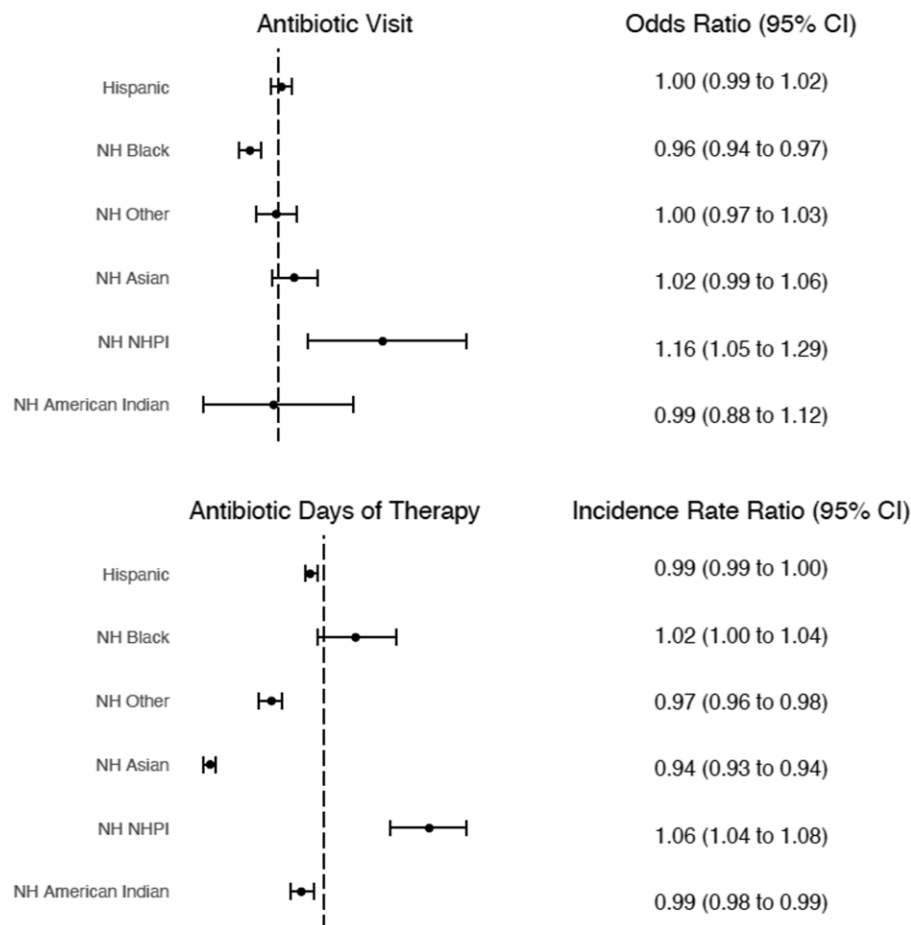 Antibiotic Visit Odds Ratio (95% CI)
Hispanic 1.00 (0.99 to 1.02)
NH Black 0.96 (0.94 to 0.97)
NH Other 1.00 (0.97 to 1.03)
NH Asian 1.02 (0.99 to 1.06)
NH NHPI 1.16 (1.05 to 1.29)
NH American Indian 0.99 (0.88 to 1.12)
Antibiotic Days of Therapy Incidence Rate Ratio (95% CI)
Hispanic 0.99 (0.99 to 1.00)
NH Black 1.02 (1.00 to 1.04)
NH Other 0.97 (0.96 to 0.98)
NH Asian 0.94 (0.93 to 0.94)
NH NHPI 1.06 (1.04 to 1.08)
NH American Indian 0.99 (0.98 to 0.99)